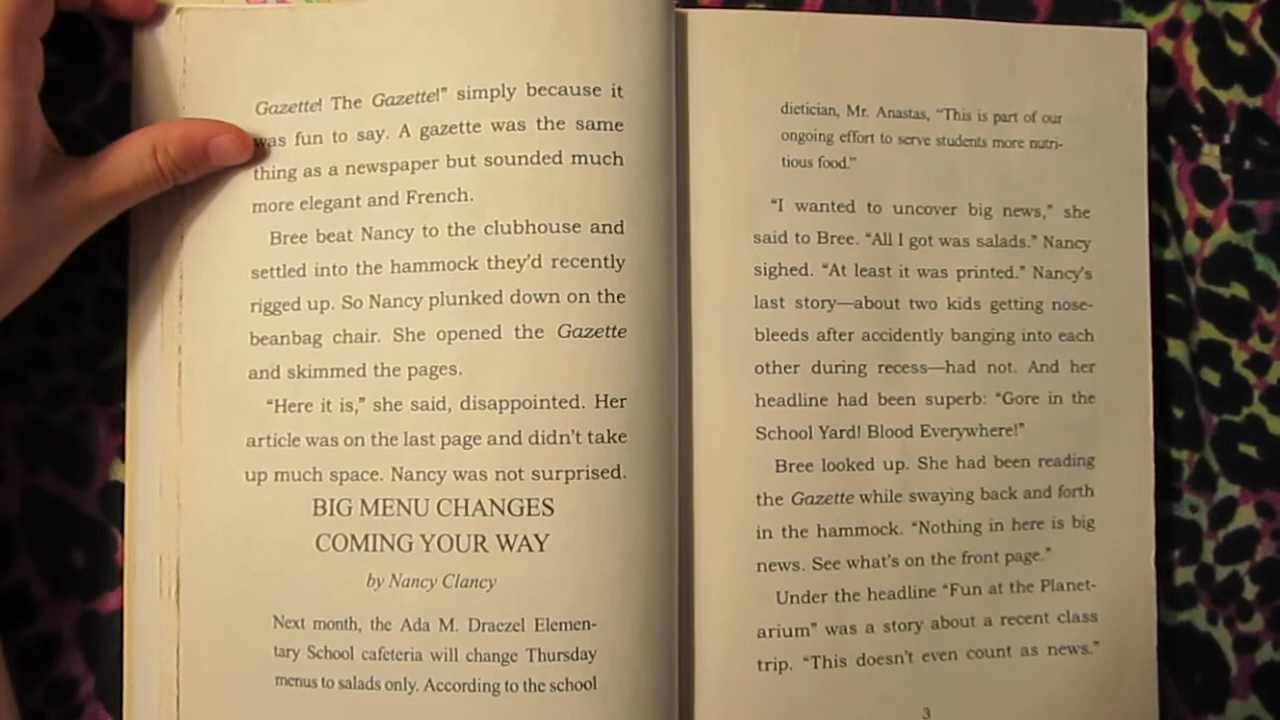 Gazette! The Gazette!" simply because it
was fun to say. A gazette was the same
thing as a newspaper but sounded much
more elegant and French.
Bree beat Nancy to the clubhouse and
settled into the hammock they'd recently
rigged up. So Nancy plunked down on the
beanbag chair. She opened the Gazette
and skimmed the pages.
"Here it is," she said, disappointed. Her
article was on the last page and didn't take
up much space. Nancy was not surprised.
BIG MENU CHANGES
COMING YOUR WAY
by Nancy Clancy
Next month, the Ada M. Draezel Elemen-
tary School cafeteria will change Thursday
menus to salads only. According to the school
dietician, Mr. Anastas, "This is part of our
ongoing effort to serve students more nutri-
tious food."
"I wanted to uncover big news," she
said to Bree. "All I got was salads." Nancy
sighed. "At least it was printed." Nancy's
last story—about two kids getting nose-
bleeds after accidently banging into each
other during recess—had not. And her
headline had been superb: "Gore in the
School Yard! Blood Everywhere!"
Bree looked up. She had been reading
the Gazette while swaying back and forth
in the hammock. "Nothing in here is big
news. See what's on the front page."
Under the headline "Fun at the Planet-
arium" was a story about a recent class
trip. "This doesn't even count as news."
3